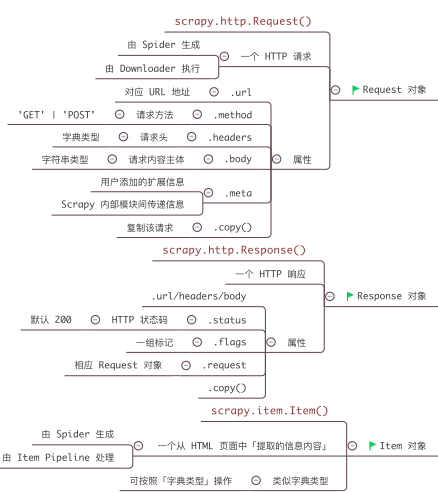 scrapy.http.Request()
由 Spider 生成
一个 HTTP 请求
由 Downloader 执行
Request 对象
对应 URL 地址 .url
'GET' | 'POST' 请求方法 .method
字典类型 请求头 .headers
字符串类型 请求内容主体 .body 属性
用户添加的扩展信息
.meta
Scrapy 内部模块间传递信息
复制该请求 .copy()
scrapy.http.Response()
一个 HTTP 响应
.url/headers/body Response 对象
默认 200 HTTP 状态码 .status
一组标记 .flags 属性
相应 Request 对象 .request
.copy()
scrapy.item.Item()
由 Spider 生成
一个从 HTML 页面中「提取的信息内容」 Item 对象
由 Item Pipeline 处理
可按照「字典类型」操作 类似字典类型